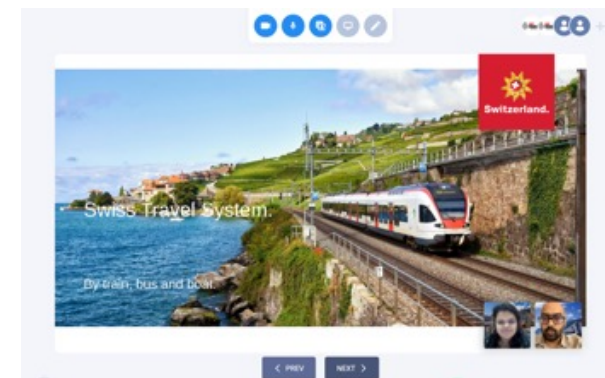 Switzerland.
Swiss Travel System.
By train, bus and boat.
PREV
NEXT